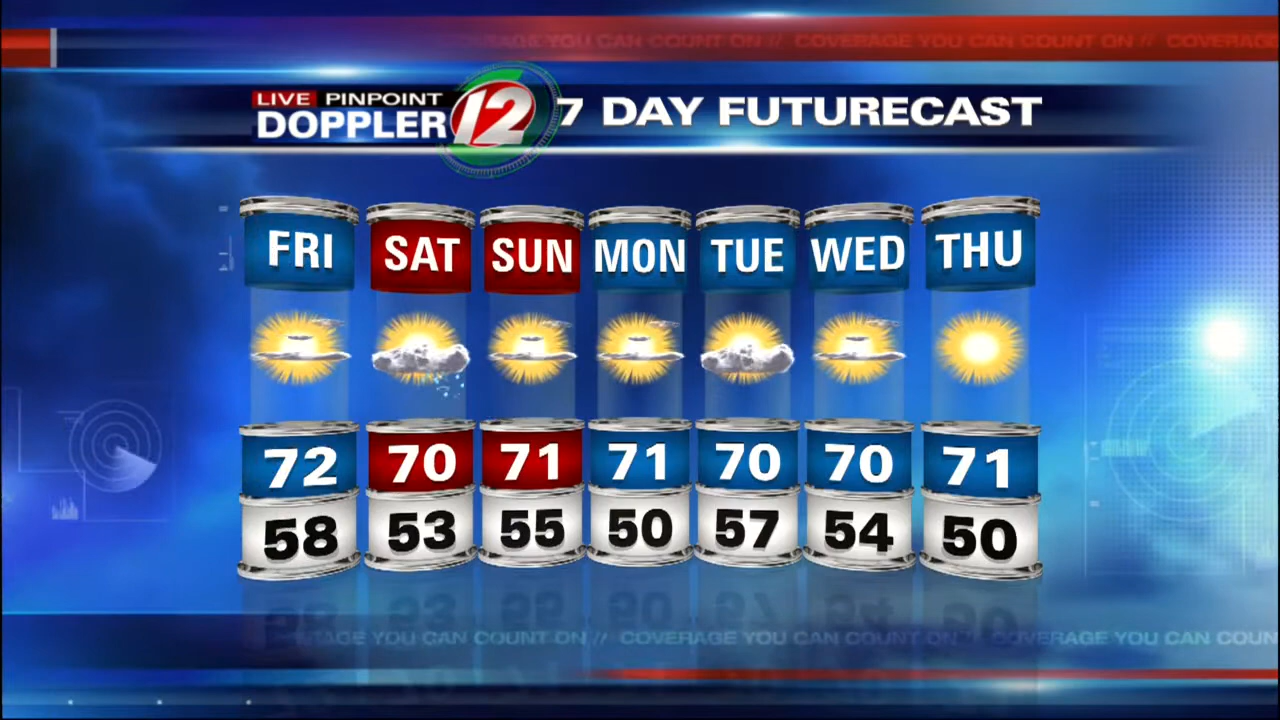 COVERAGE YOU CAN COUNT ON // COVERAGE YOU CAN COUNT ON // COVERAG
LIVE PINPOINT
DOPPLER 12 7 DAY FUTURECAST
FRI SAT SUN MON TUE WED THU
72 70 71 71 70 70 71
58 53 55 50 57 54 50
COVERAGE YOU CAN COUNT ON // COVERAGE YOU CAN COUNT ON // COVERAGE YOU CAN COUN